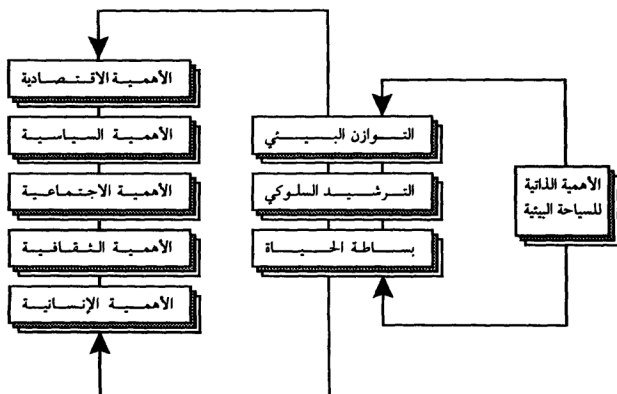 الأهمية الذاتية
للسياحة البيئية
التوازن البيئي
الترشيد السلوكي
بساطة الحياة
الأهمية الاقتصادية
الأهمية السياسية
الأهمية الاجتماعية
الأهمية الثقافية
الأهمية الإنسانية